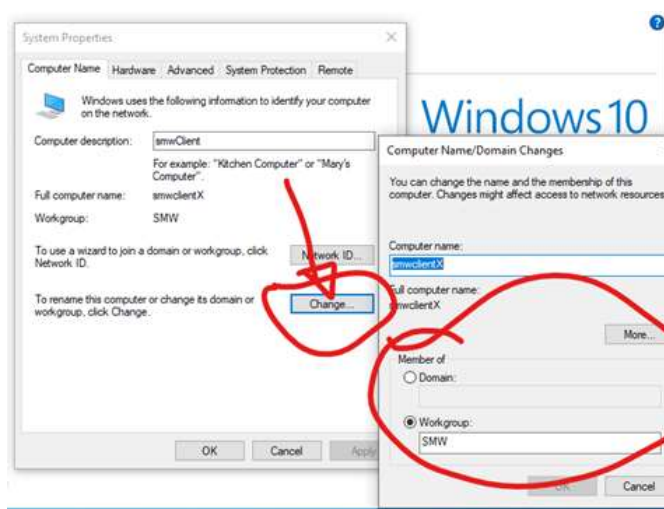 ?
System Properties
Computer Name Hardware Advanced System Protection Remote
Windows uses the following information to identify your computer
on the network.
Computer description: smwClient
For example: "Kitchen Computer" or "Mary's
Computer".
Full computer name: smwclientX
Workgroup: SMW
To use a wizard to join a domain or workgroup, click
Network ID.
Network ID...
To rename this computer or change its domain or
workgroup, click Change.
Change...
OK Cancel Apply
Windows 10
Computer Name/Domain Changes
You can change the name and the membership of this
computer. Changes might affect access to network resources
Computer name:
smwclientX
Full computer name:
smwclientX
More...
Member of
Domain:
Workgroup:
SMW
OK Cancel